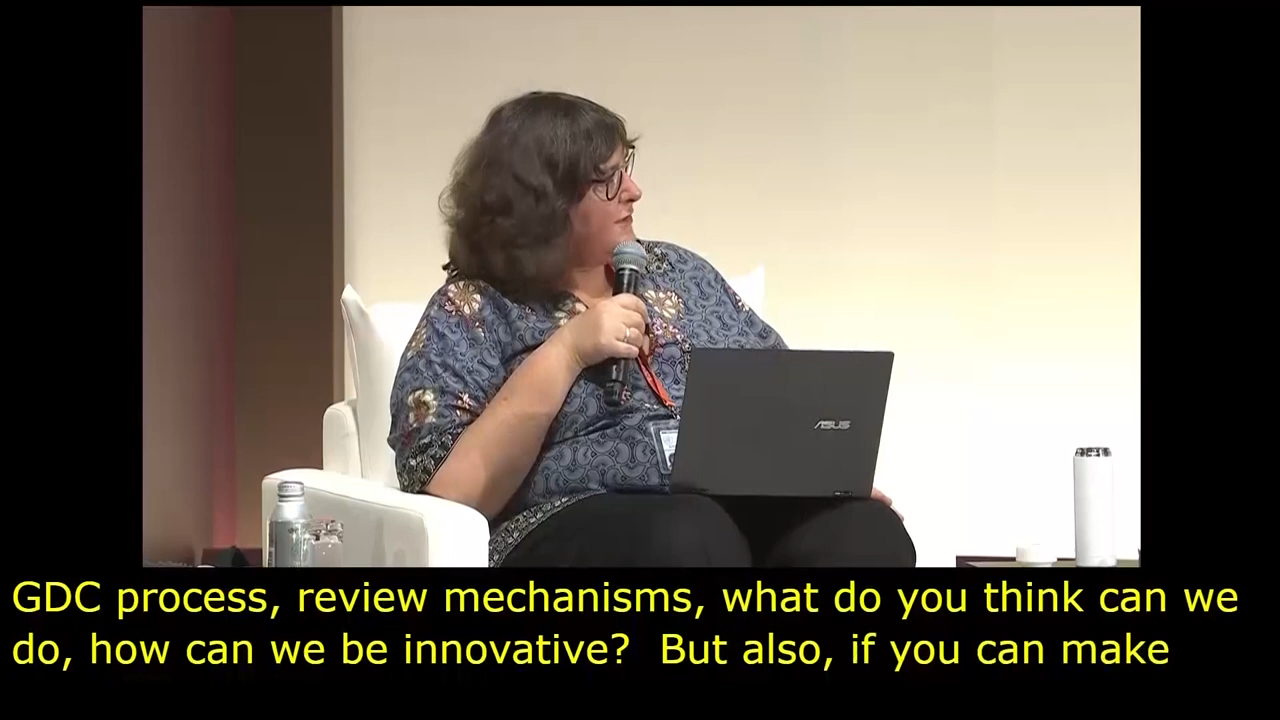 ASUS
GDC process, review mechanisms, what do you think can we
do, how can we be innovative?  But also, if you can make